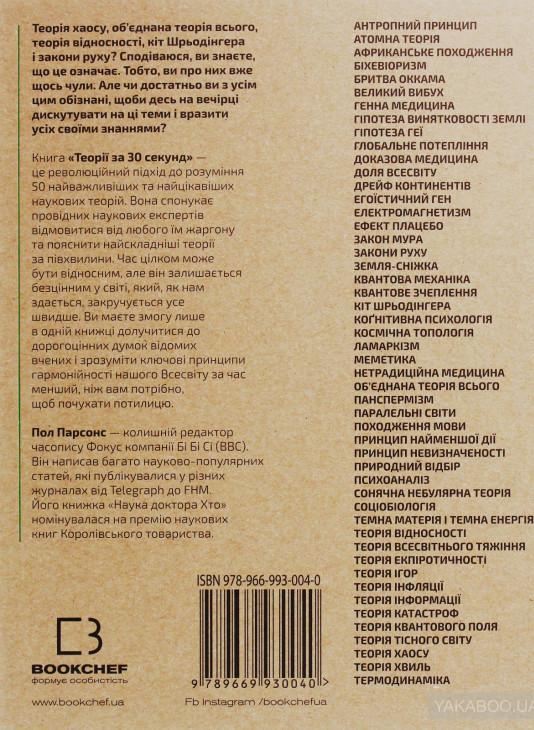 Теорія хаосу, об'єднана теорія всього,
теорія відносності, кіт Шрьодінгера
і закони руху? Сподіваюся, ви знаєте,
що це означає. Тобто, ви про них вже
щось чули. Але чи достатньо ви з усім
цим обізнані, щоби десь на вечірці
дискутувати на ці теми і вразити
усіх своїми знаннями?
Книга «Теорії за 30 секунд» —
це революційний підхід до розуміння
50 найважливіших та найцікавіших
наукових теорій. Вона спонукає
провідних наукових експертів
відмовитися від любого їм жаргону
та пояснити найскладніші теорії
за півхвилини. Час цілком може
бути відносним, але він залишається
безцінним у світі, який, як нам
здається, закручується усе
швидше. Ви маєте змогу лише
в одній книжці долучитися до
дорогоцінних думок відомих
вчених і зрозуміти ключові принципи
гармонійності нашого Всесвіту за час
менший, ніж вам потрібно,
щоб почухати потилицю.
Пол Парсонс — колишній редактор
часопису Фокус компанії Бі Бі Сі (BBC).
Він написав багато науково-популярних
статей, які публікувалися у різних
журналах від Telegraph до FHM.
Його книжка «Наука доктора Хто»
номінувалася на премію наукових
книг Королівського товариства.
BOOKCHEF
формує особистість
www.bookchef.ua
ISBN 978-966-993-004-0
9 789669 930040 >
Fb Instagram /bookchefua
АНТРОПНИЙ ПРИНЦИП
АТОМНА ТЕОРІЯ
АФРИКАНСЬКЕ ПОХОДЖЕННЯ
БІХЕВІОРИЗМ
БРИТВА ОККАМА
ВЕЛИКИЙ ВИБУХ
ГЕННА МЕДИЦИНА
ГІПОТЕЗА ВИНЯТКОВОСТІ ЗЕМЛІ
ГІПОТЕЗА ГЕЇ
ГЛОБАЛЬНЕ ПОТЕПЛІННЯ
ДОКАЗОВА МЕДИЦИНА
ДОЛЯ ВСЕСВІТУ
ДРЕЙФ КОНТИНЕНТІВ
ЕГОЇСТИЧНИЙ ГЕН
ЕЛЕКТРОМАГНЕТИЗМ
ЕФЕКТ ПЛАЦЕБО
ЗАКОН МУРА
ЗАКОНИ РУХУ
ЗЕМЛЯ-СНІЖКА
КВАНТОВА МЕХАНІКА
КВАНТОВЕ ЗЧЕПЛЕННЯ
КІТ ШРЬОДІНГЕРА
КОҐНІТИВНА ПСИХОЛОГІЯ
КОСМІЧНА ТОПОЛОГІЯ
ЛАМАРКІЗМ
МЕМЕТИКА
НЕТРАДИЦІЙНА МЕДИЦИНА
ОБ'ЄДНАНА ТЕОРІЯ ВСЬОГО
ПАНСПЕРМІЗМ
ПАРАЛЕЛЬНІ СВІТИ
ПОХОДЖЕННЯ МОВИ
ПРИНЦИП НАЙМЕНШОЇ ДІЇ
ПРИНЦИП НЕВИЗНАЧЕНОСТІ
ПРИРОДНИЙ ВІДБІР
ПСИХОАНАЛІЗ
СОНЯЧНА НЕБУЛЯРНА ТЕОРІЯ
СОЦІОБІОЛОГІЯ
ТЕМНА МАТЕРІЯ І ТЕМНА ЕНЕРГІЯ
ТЕОРІЯ ВІДНОСНОСТІ
ТЕОРІЯ ВСЕСВІТНЬОГО ТЯЖІННЯ
ТЕОРІЯ ЕКПІРОТИЧНОСТІ
ТЕОРІЯ ІГОР
ТЕОРІЯ ІНФЛЯЦІЇ
ТЕОРІЯ ІНФОРМАЦІЇ
ТЕОРІЯ КАТАСТРОФ
ТЕОРІЯ КВАНТОВОГО ПОЛЯ
ТЕОРІЯ ТІСНОГО СВІТУ
ТЕОРІЯ ХАОСУ
ТЕОРІЯ ХВИЛЬ
ТЕРМОДИНАМІКА
YAKABOO.UA